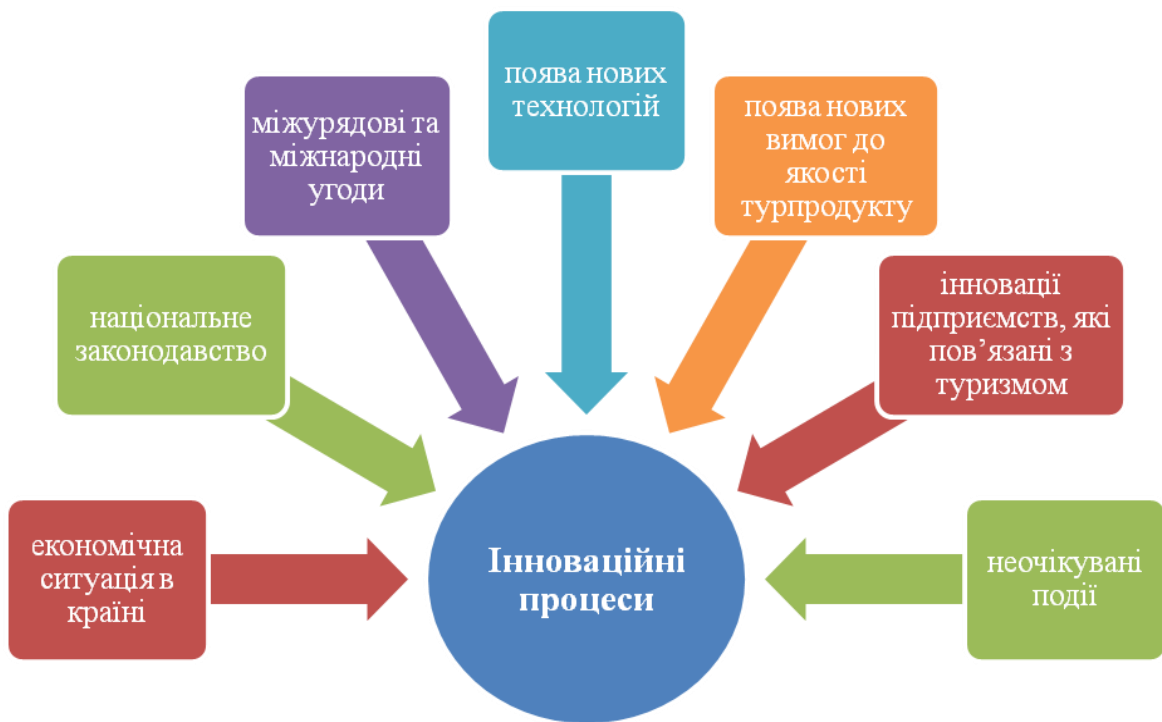 поява нових
технологій
міжурядові та
міжнародні
угоди
поява нових
вимог до
якості
турпродукту
національне
законодавство
інновації
підприємств, які
пов’язані з
туризмом
економічна
ситуація в
країні
Інноваційні
процеси
неочікувані
події